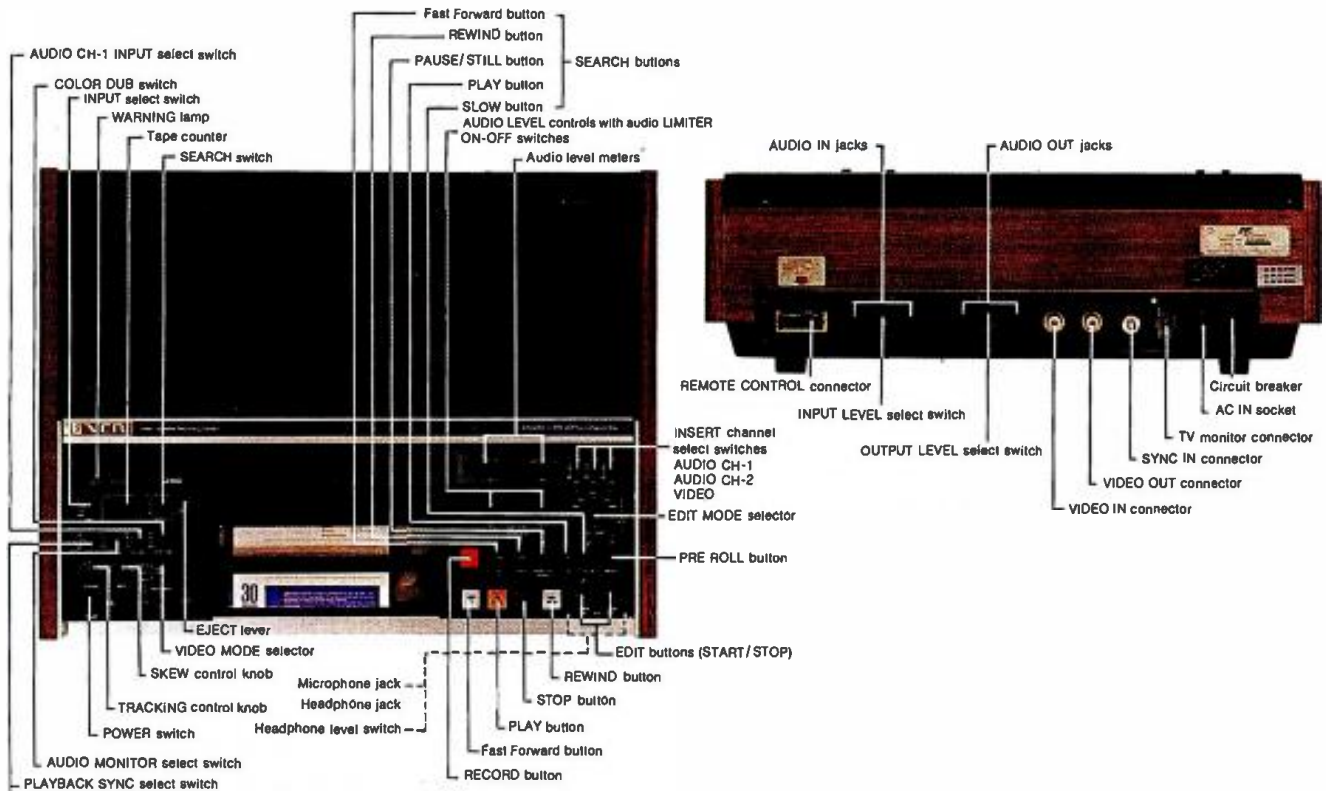 Fast Forward button
REWIND button
AUDIO CH-1 INPUT select switch
PAUSE/STILL button
SEARCH buttons
COLOR DUB switch
PLAY button
INPUT select switch
SLOW button
WARNING lamp
AUDIO LEVEL controls with audio LIMITER
ON-OFF switches
Tape counter
SEARCH switch
Audio level meters
AUDIO IN jacks
AUDIO OUT jacks
REMOTE CONTROL connector
INPUT LEVEL select switch
OUTPUT LEVEL select switch
Circuit breaker
AC IN socket
TV monitor connector
SYNC IN connector
VIDEO OUT connector
VIDEO IN connector
INSERT channel
select switches
AUDIO CH-1
AUDIO CH-2
VIDEO
EDIT MODE selector
PRE ROLL button
30
EJECT lever
VIDEO MODE selector
SKEW control knob
TRACKING control knob
POWER switch
AUDIO MONITOR select switch
PLAYBACK SYNC select switch
EDIT buttons (START/STOP)
REWIND button
Microphone jack
STOP button
Headphone jack
PLAY button
Headphone level switch
Fast Forward button
RECORD button